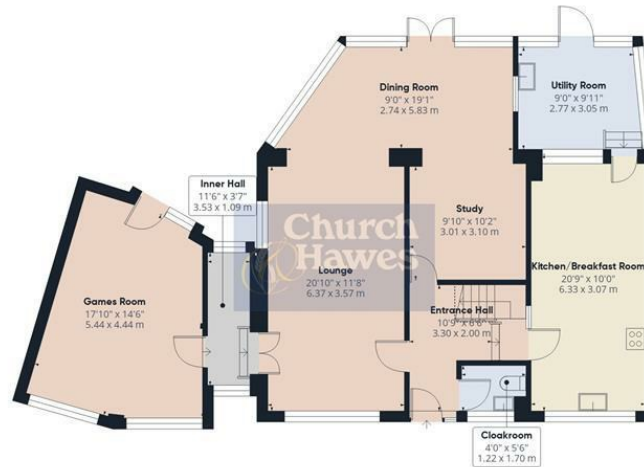 Dining Room
9'0" x 19'1"
2.74 x 5.83 m
Utility Room
9'0" x 9'11"
2.77 x 3.05 m
Inner Hall
11'6" x 3'7"
3.53 x 1.09 m
Study
9'10" x 10'2"
3.01 x 3.10 m
Church
Hawes
Kitchen/Breakfast Room
20'9" x 10'0"
6.33 x 3.07 m
Lounge
20'10" x 11'8"
6.37 x 3.57 m
Games Room
17'10" x 14'6"
5.44 x 4.44 m
Entrance Hall
10'9" x 6'6"
3.30 x 2.00 m
Cloakroom
4'0" x 5'6"
1.22 x 1.70 m